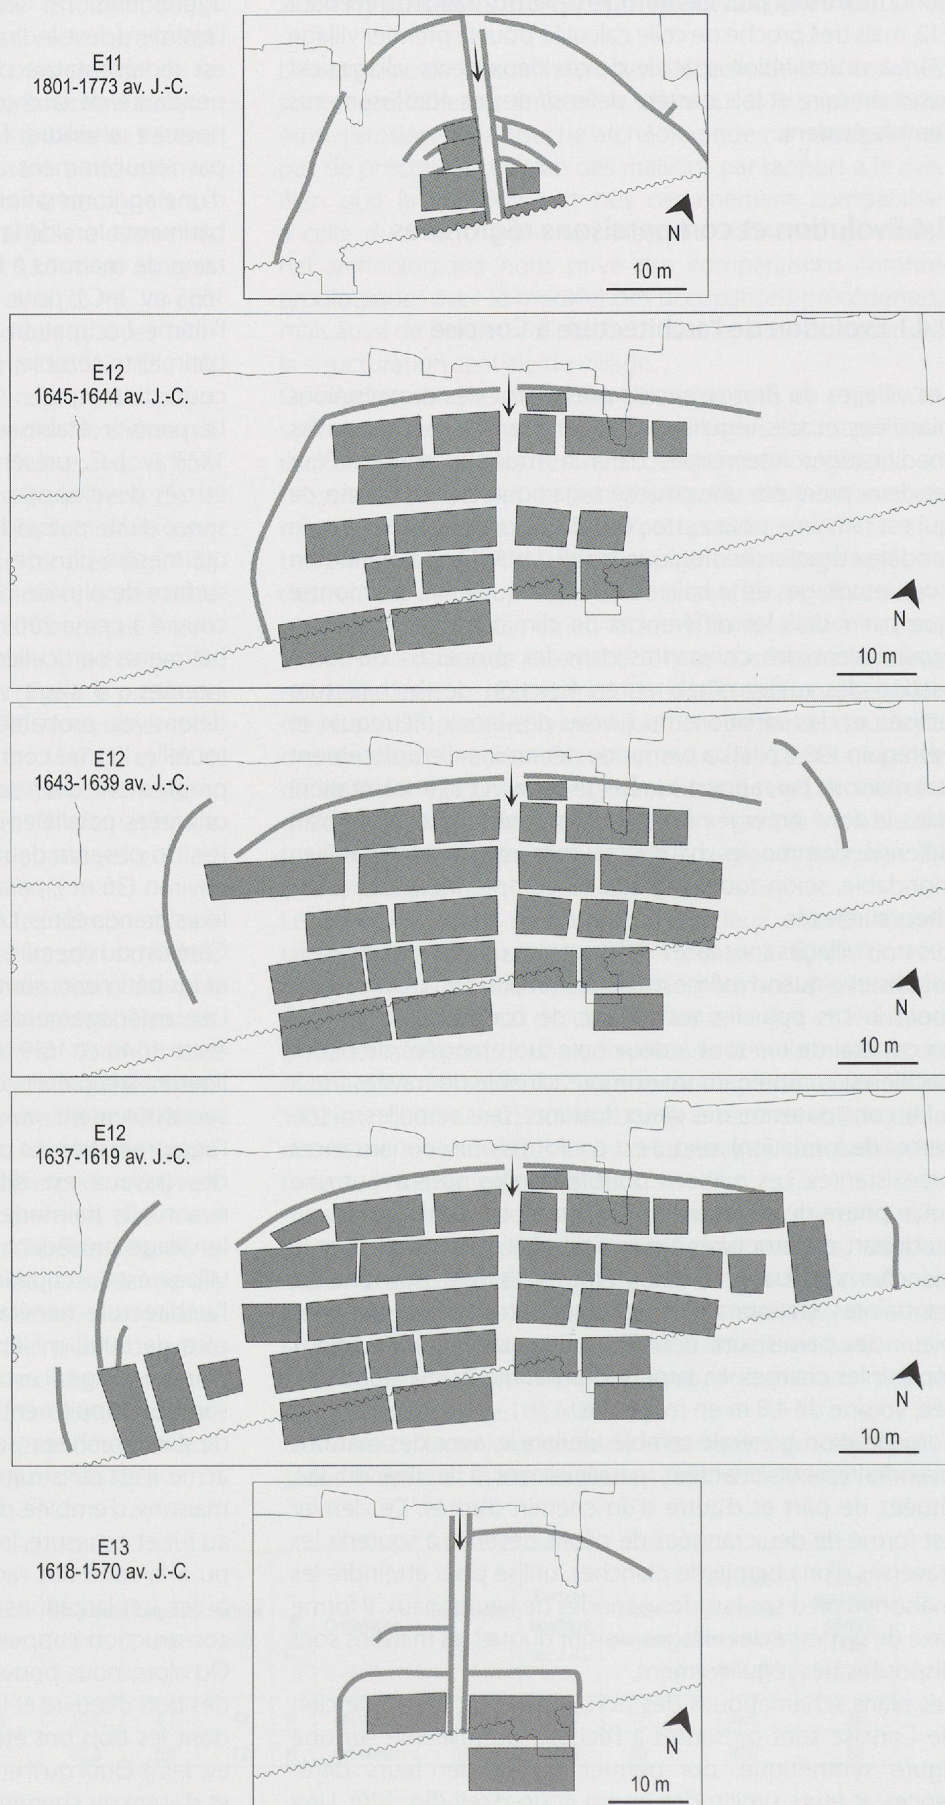 E11
1801-1773 av. J.-C.
N
10 m
E12
1645-1644 av. J.-C.
N
10 m
E12
1643-1639 av. J.-C.
N
10 m
E12
1637-1619 av. J.-C.
N
10 m
E13
1618-1570 av. J.-C.
N
10 m